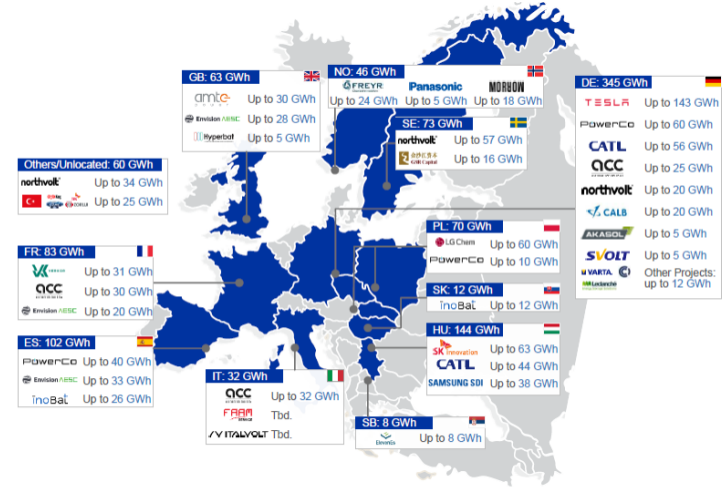 GB: 63 GWh
amte
Up to 30 GWh
Envision AESC
Up to 28 GWh
Hyperbat
Up to 5 GWh
NO: 46 GWh
FREYR
Panasonic
MORROW
Up to 24 GWh
Up to 5 GWh
Up to 18 GWh
SE: 73 GWh
northvolt
Up to 57 GWh
Up to 16 GWh
DE: 345 GWh
TESLA
Up to 143 GWh
PowerCo
Up to 60 GWh
CATL
Up to 56 GWh
acc
Up to 25 GWh
northvolt
Up to 20 GWh
CALB
Up to 20 GWh
AKASOL
Up to 5 GWh
SVOLT
Up to 5 GWh
VARTA
Leclanché
Other Projects:
up to 12 GWh
Others/Unlocated: 60 GWh
northvolt
Up to 34 GWh
Up to 25 GWh
FR: 83 GWh
Up to 31 GWh
acc
Up to 30 GWh
Envision AESC
Up to 20 GWh
PL: 70 GWh
LG Chem
Up to 60 GWh
PowerCo
Up to 10 GWh
SK: 12 GWh
inoBat
Up to 12 GWh
HU: 144 GWh
SK innovation
Up to 63 GWh
CATL
Up to 44 GWh
SAMSUNG SDI
Up to 38 GWh
ES: 102 GWh
PowerCo
Up to 40 GWh
Envision AESC
Up to 33 GWh
inoBat
Up to 26 GWh
IT: 32 GWh
acc
Up to 32 GWh
FAAM
Tbd.
ITALVOLT
Tbd.
SB: 8 GWh
ElevenEs
Up to 8 GWh